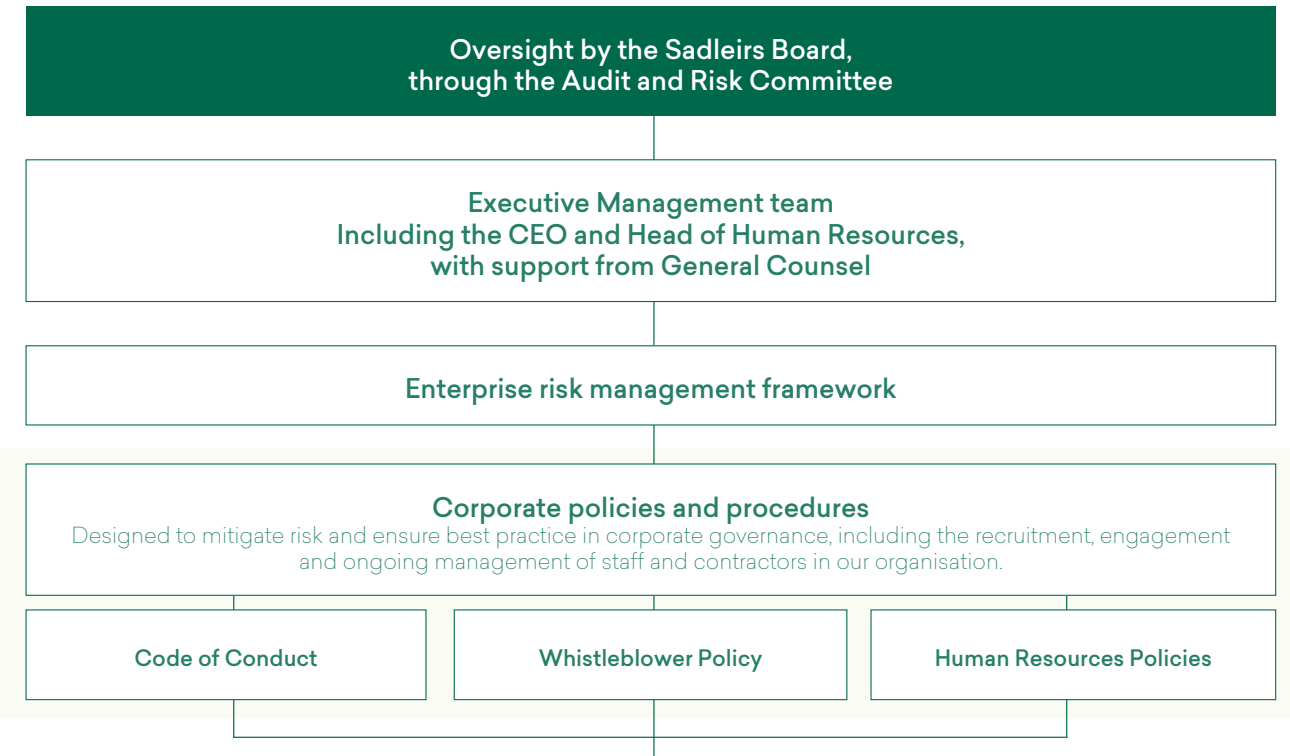 Oversight by the Sadleirs Board,
through the Audit and Risk Committee
Executive Management team
Including the CEO and Head of Human Resources,
with support from General Counsel
Enterprise risk management framework
Corporate policies and procedures
Designed to mitigate risk and ensure best practice in corporate governance, including the recruitment, engagement
and ongoing management of staff and contractors in our organisation.
Code of Conduct
Whistleblower Policy
Human Resources Policies